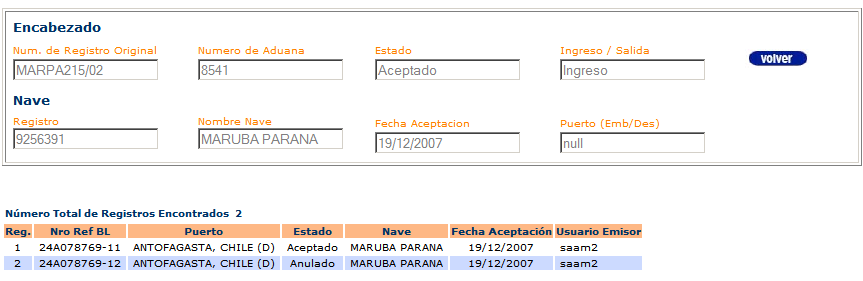 Encabezado
Num. de Registro Original Numero de Aduana Estado Ingreso / Salida
MARPA215/02 8541 Aceptado Ingreso volver
Nave
Registro Nombre Nave Fecha Aceptacion Puerto (Emb/Des)
9256391 MARUBA PARANA 19/12/2007 null
Número Total de Registros Encontrados 2
Reg. Nro Ref BL Puerto Estado Nave Fecha Aceptación Usuario Emisor
1 24A078769-11 ANTOFAGASTA, CHILE (D) Aceptado MARUBA PARANA 19/12/2007 saam2
2 24A078769-12 ANTOFAGASTA, CHILE (D) Anulado MARUBA PARANA 19/12/2007 saam2